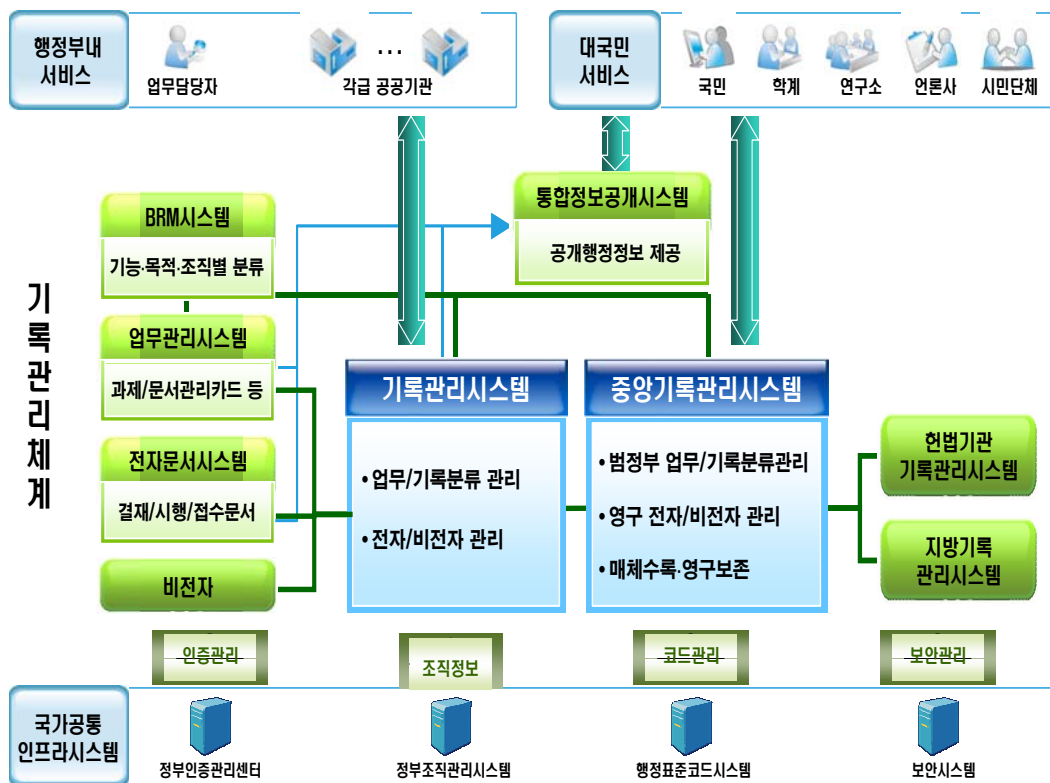 행정부내
서비스
업무담당자
...
각급 공공기관
대국민
서비스
국민
학계
연구소
언론사
시민단체
통합정보공개시스템
공개행정정보 제공
BRM시스템
기능·목적·조직별 분류
기록관리체계
업무관리시스템
과제/문서관리카드 등
전자문서시스템
결재/시행/접수문서
비전자
기록관리시스템
• 업무/기록분류 관리
• 전자/비전자 관리
중앙기록관리시스템
• 범정부 업무/기록분류관리
• 영구 전자/비전자 관리
• 매체수록·영구보존
헌법기관
기록관리시스템
지방기록
관리시스템
인증관리
조직정보
코드관리
보안관리
국가공통
인프라시스템
정부인증관리센터
정부조직관리시스템
행정표준코드시스템
보안시스템